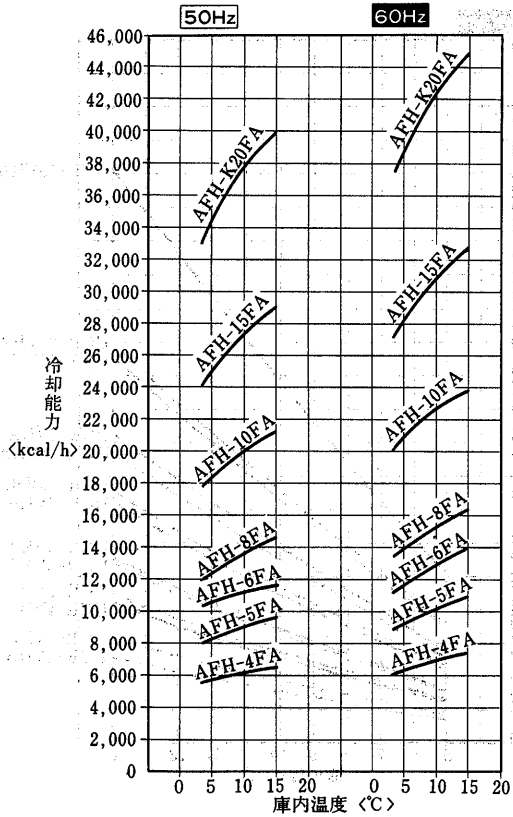 50Hz 60Hz
46,000
44,000
42,000
40,000
38,000
36,000
34,000
32,000
30,000
28,000
26,000
24,000
22,000
20,000
18,000
16,000
14,000
12,000
10,000
8,000
6,000
4,000
2,000
0
冷却能力
<kcal/h>
AFH-K20FA
AFH-15FA
AFH-10FA
AFH-8FA
AFH-6FA
AFH-5FA
AFH-4FA
AFH-K20FA
AFH-15FA
AFH-10FA
AFH-8FA
AFH-6FA
AFH-5FA
AFH-4FA
0 5 10 15 20 0 5 10 15 20
庫内温度 <℃>